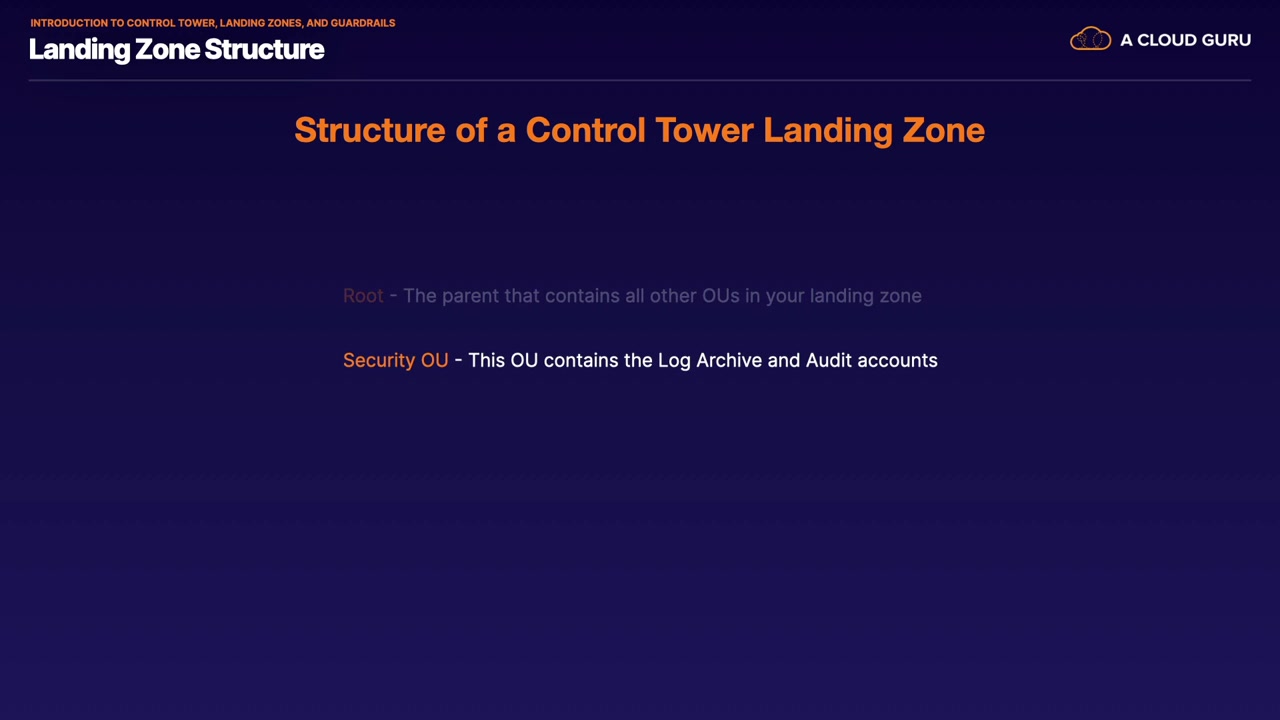 INTRODUCTION TO CONTROL TOWER, LANDING ZONES, AND GUARDRAILS
Landing Zone Structure
A CLOUD GURU
Structure of a Control Tower Landing Zone
Root - The parent that contains all other OUs in your landing zone
Security OU - This OU contains the Log Archive and Audit accounts